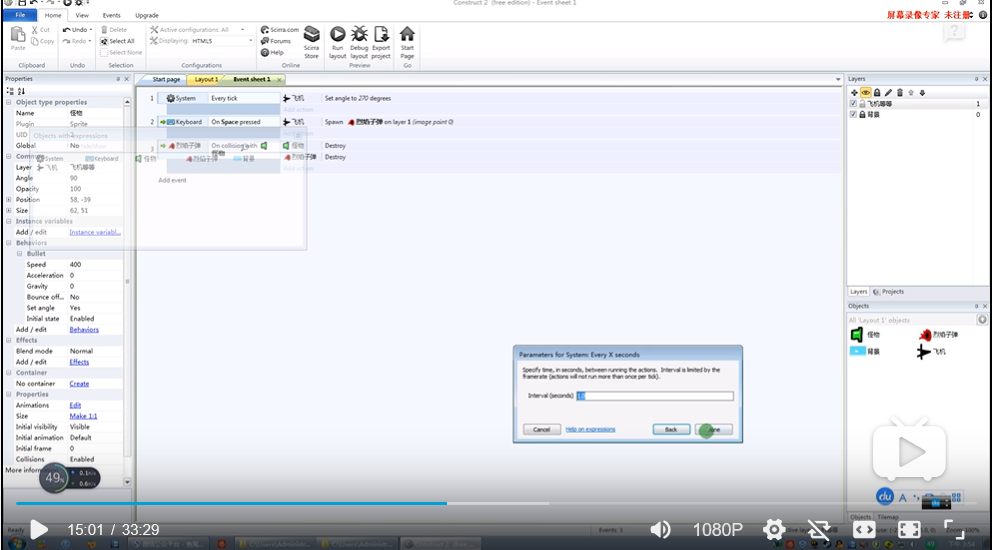 Construct 2 (free edition) - Event sheet 1
屏幕录像专家 未注册
File Home View Events Upgrade
Paste
Cut
Copy
Clipboard
Undo
Redo
Undo
Delete
Select All
Select None
Selection
Active configurations: All
Displaying: HTML5
Configurations
Scirra.com
Forums
Help
Online
Scirra Store
Run layout
Debug layout
Export project
Preview
Start Page
Go
Properties
Start page Layout 1 Event sheet 1
Layers
Object type properties
Name 怪物
Plugin Sprite
UID
Global No
Layer 飞机等等
Angle 90
Opacity 100
Position 58, -39
Size 62, 51
Instance variables
Add / edit Instance variabl...
Behaviors
Bullet
Speed 400
Acceleration 0
Gravity 0
Bounce off... No
Set angle Yes
Initial state Enabled
Add / edit Behaviors
Effects
Blend mode Normal
Add / edit Effects
Container
No container Create
Properties
Animations Edit
Size Make 1:1
Initial visibility Visible
Initial animation Default
Initial frame 0
Collisions Enabled
More information
Objects with expressions
System Keyboard 怪物
飞机 烈焰子弹 背景
1 System Every tick 飞机 Set angle to 270 degrees
Add action
2 Keyboard On Space pressed 飞机 Spawn 烈焰子弹 on layer 1 (image point 0)
3 烈焰子弹 On collision with 怪物 怪物 Destroy
烈焰子弹 Destroy
Add action
Add event
Parameters for System: Every X seconds
Specify time, in seconds, between running the actions. Interval is limited by the framerate (actions will not run more than once per tick).
Interval (seconds) 1.0
Cancel Help on expressions Back Done
飞机等等 1
背景 0
Layers Projects
Objects
All 'Layout 1' objects
怪物 烈焰子弹
背景 飞机
Objects Tilemap
49%
Ready
Events: 3
15:01 / 33:29
1080P